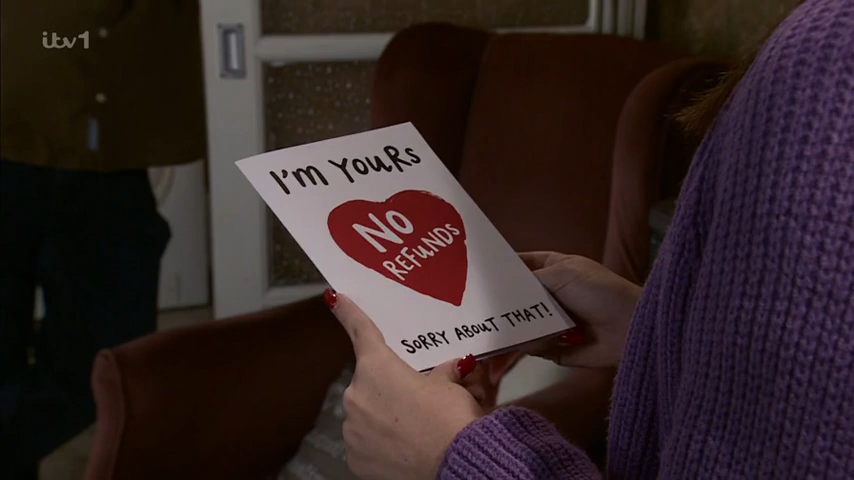 itv1
I'M YOURS
NO
REFUNDS
SORRY ABOUT THAT!